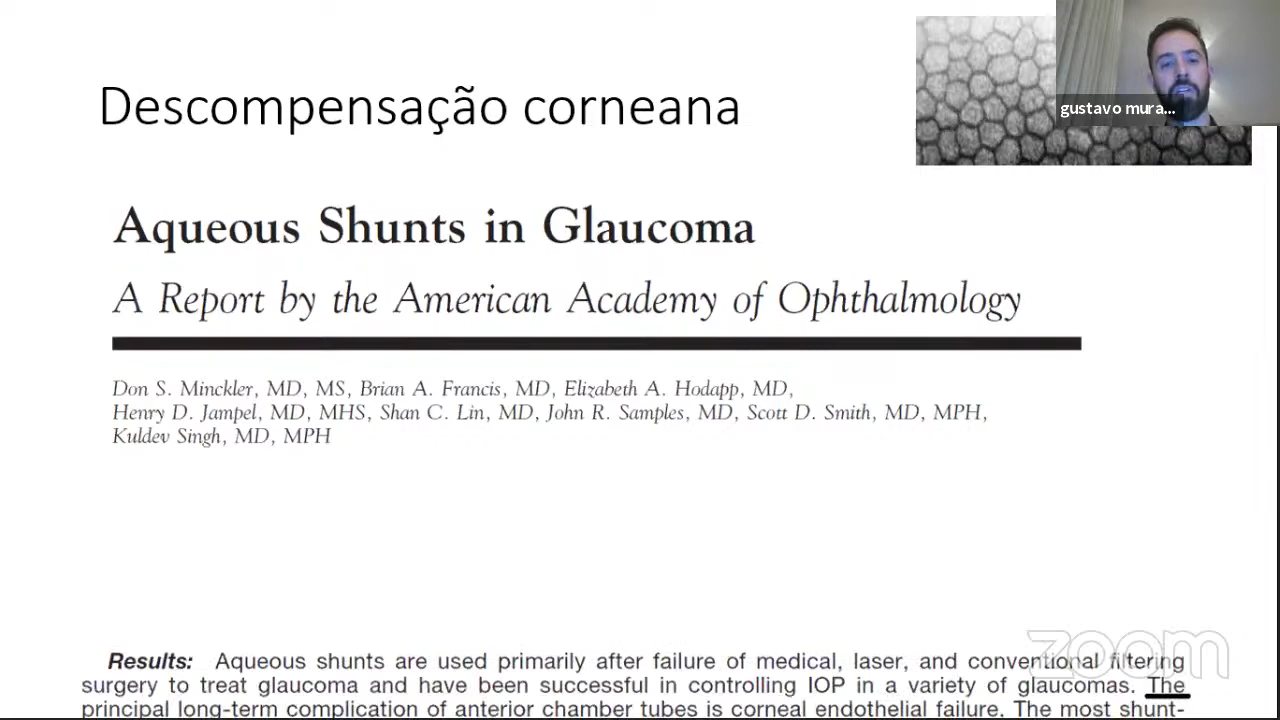 Descompensação corneana
gustavo mura...
Aqueous Shunts in Glaucoma
A Report by the American Academy of Ophthalmology
Don S. Minckler, MD, MS, Brian A. Francis, MD, Elizabeth A. Hodapp, MD,
Henry D. Jampel, MD, MHS, Shan C. Lin, MD, John R. Samples, MD, Scott D. Smith, MD, MPH,
Kuldev Singh, MD, MPH
zoom
Results: Aqueous shunts are used primarily after failure of medical, laser, and conventional filtering
surgery to treat glaucoma and have been successful in controlling IOP in a variety of glaucomas. The
principal long-term complication of anterior chamber tubes is corneal endothelial failure. The most shunt-